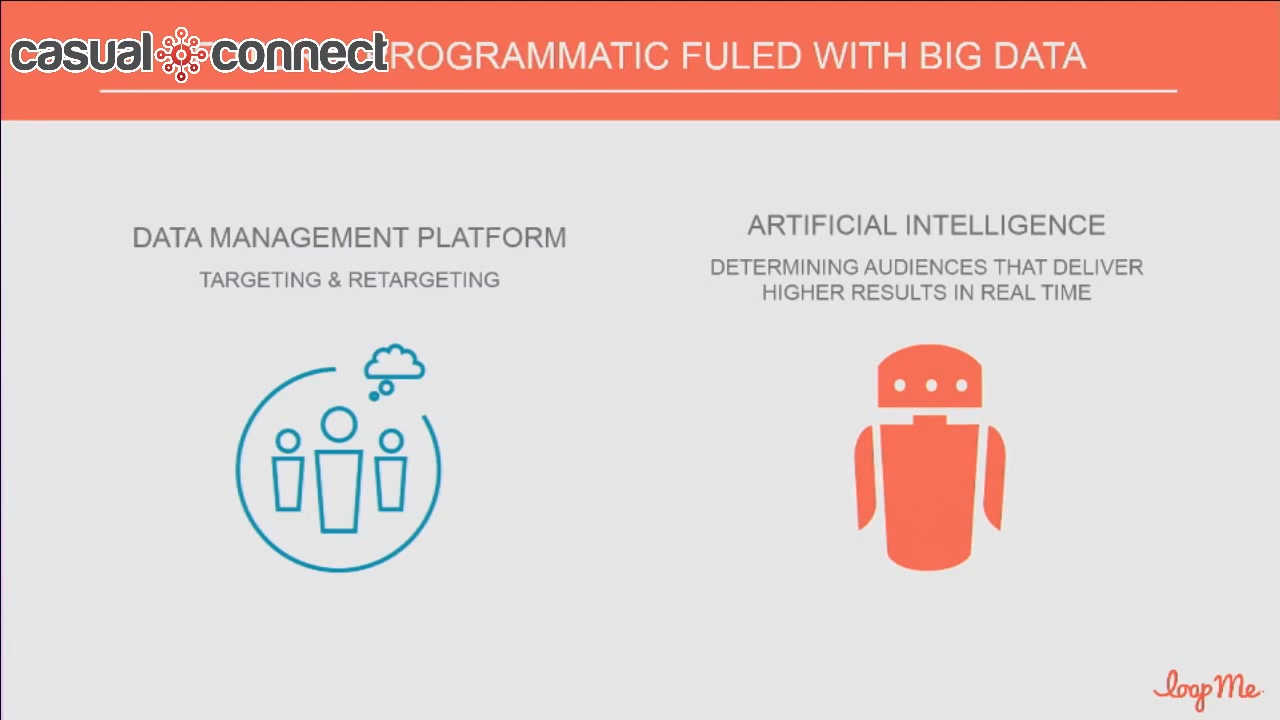 casual connect
PROGRAMMATIC FULED WITH BIG DATA
DATA MANAGEMENT PLATFORM
TARGETING & RETARGETING
ARTIFICIAL INTELLIGENCE
DETERMINING AUDIENCES THAT DELIVER
HIGHER RESULTS IN REAL TIME
loopMe